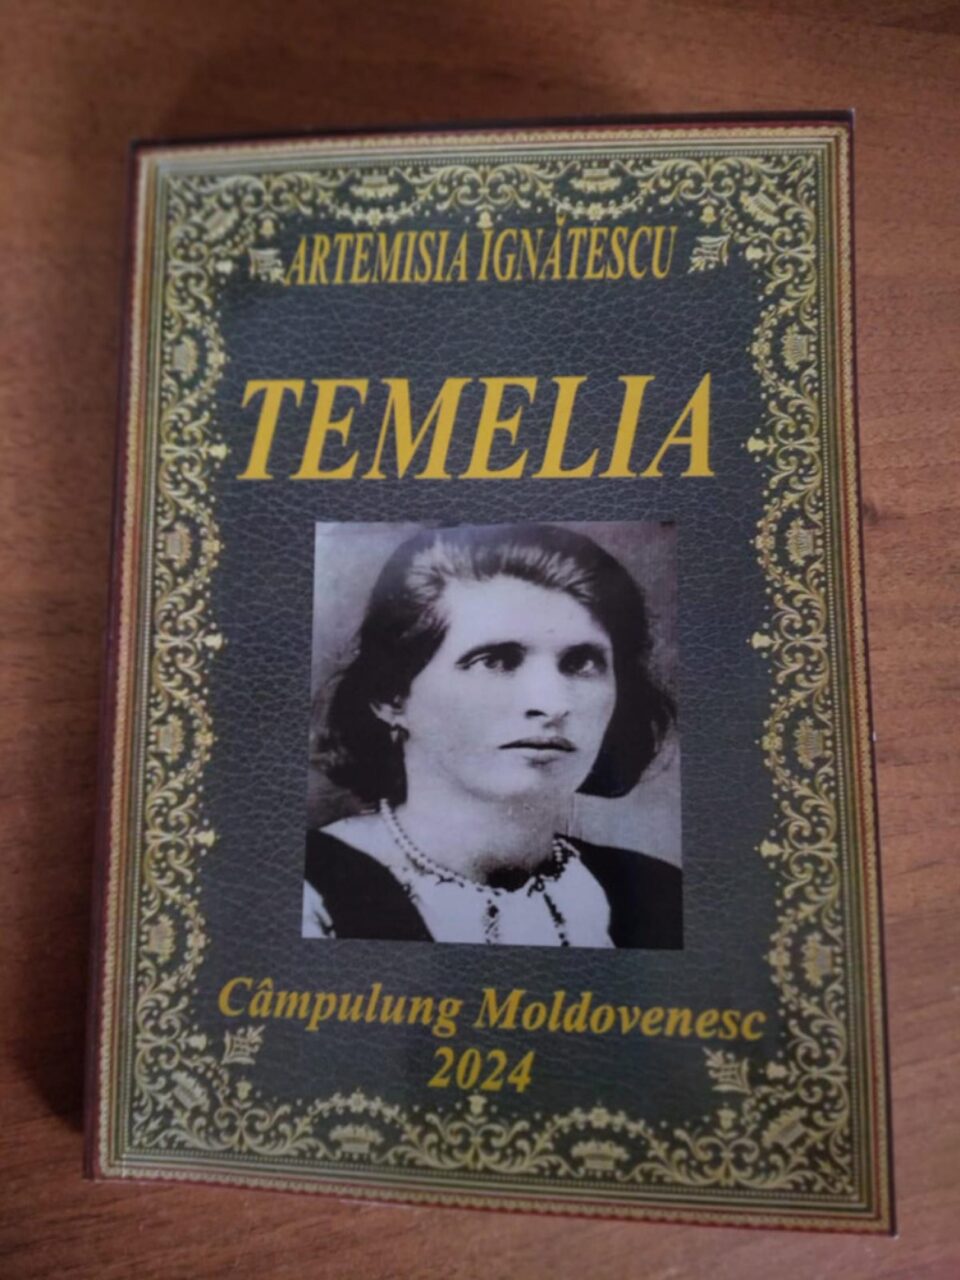 ARTEMISIA IGNĂTESCU
TEMELIA
Câmpulung Moldovenesc
2024